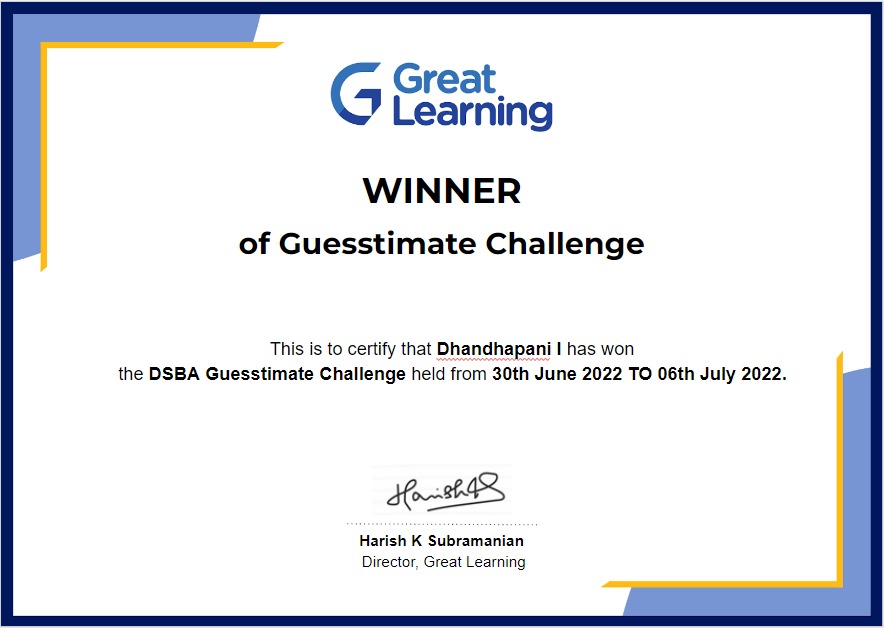 Great
Learning
WINNER
of Guesstimate Challenge
This is to certify that Dhandhapani I has won
the DSBA Guesstimate Challenge held from 30th June 2022 TO 06th July 2022.
HarishKS
Harish K Subramanian
Director, Great Learning